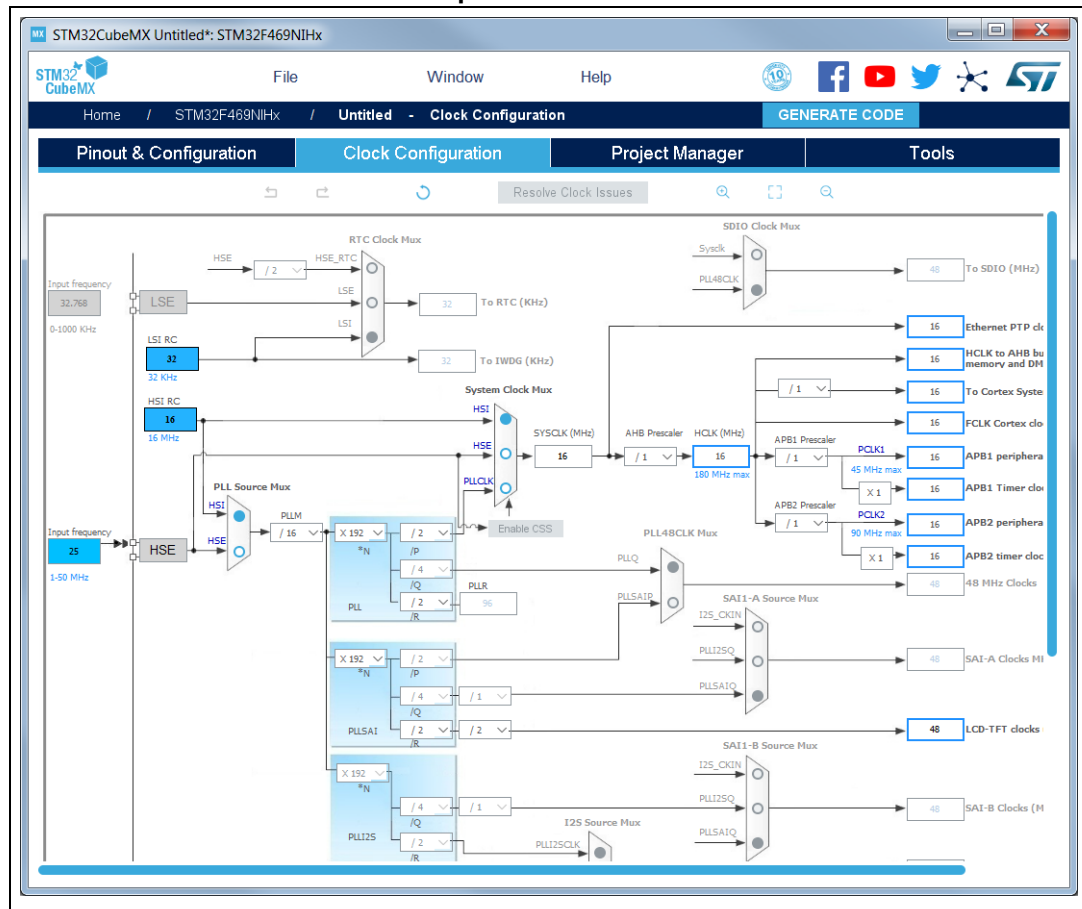 STM32CubeMX Untitled*: STM32F469NIHx
STM32
CubeMX
File Window Help
10
Home / STM32F469NIHx / Untitled - Clock Configuration GENERATE CODE
Pinout & Configuration Clock Configuration Project Manager Tools
Resolve Clock Issues
SDIO Clock Mux
Sysclk
PLL48CLK
48 To SDIO (MHz)
RTC Clock Mux
HSE / 2 HSE_RTC
Input frequency
32.768
0-1000 KHz
LSE
LSE
LSI
32 To RTC (KHz)
LSI RC
32
32 KHz
32 To IWDG (KHz)
HSI RC
16
16 MHz
System Clock Mux
HSI
HSE
PLLCLK
Enable CSS
SYSCLK (MHz)
16
AHB Prescaler
/ 1
HCLK (MHz)
16
180 MHz max
16 Ethernet PTP clo
16 HCLK to AHB bu
memory and DM
/ 1 16 To Cortex Syste
16 FCLK Cortex clo
APB1 Prescaler
/ 1
PCLK1
45 MHz max
16 APB1 periphera
X 1 16 APB1 Timer cloc
APB2 Prescaler
/ 1
PCLK2
90 MHz max
16 APB2 periphera
X 1 16 APB2 timer cloc
PLL Source Mux
HSI
HSE
Input frequency
25
1-50 MHz
HSE
PLLM
/ 16
X 192
*N
/ 2
/P
/ 4
/Q
/ 2
/R
PLL
PLLR
96
PLL48CLK Mux
PLLQ
PLLSAIP
48 48 MHz Clocks
X 192
*N
/ 2
/P
/ 4
/Q
/ 1
/ 2
/R
/ 2
PLLSAI
SAI1-A Source Mux
I2S_CKIN
PLLI2SQ
PLLSAIQ
48 SAI-A Clocks MI
48 LCD-TFT clocks
X 192
*N
/ 4
/Q
/ 1
/ 2
/R
PLLI2S
SAI1-B Source Mux
I2S_CKIN
PLLI2SQ
PLLSAIQ
48 SAI-B Clocks (M
I2S Source Mux
PLLI2SCLK